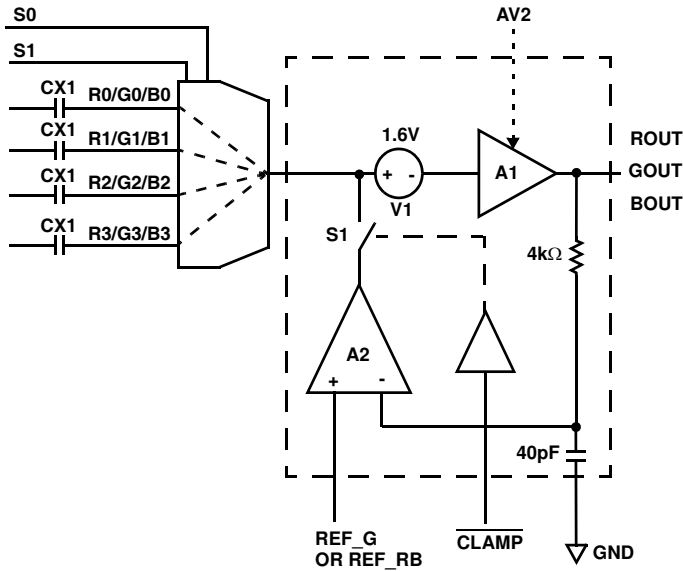 S0
S1
CX1 R0/G0/B0
CX1 R1/G1/B1
CX1 R2/G2/B2
CX1 R3/G3/B3
AV2
1.6V
+ -
V1
A1
ROUT
GOUT
BOUT
S1
4kΩ
A2
+ -
40pF
REF_G
OR REF_RB
CLAMP
GND